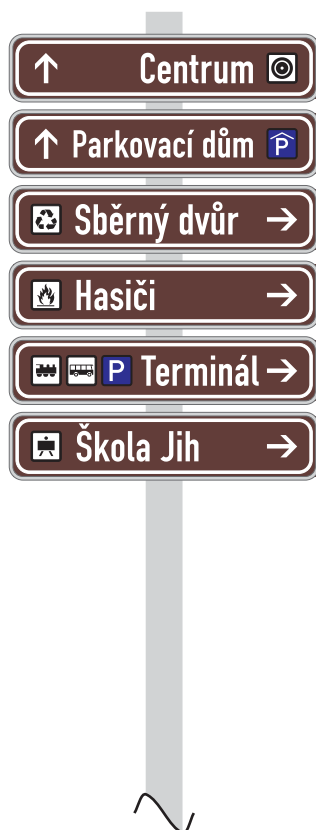 Centrum
Parkovací dům P
Sběrný dvůr
Hasiči
P Terminál
Škola Jih